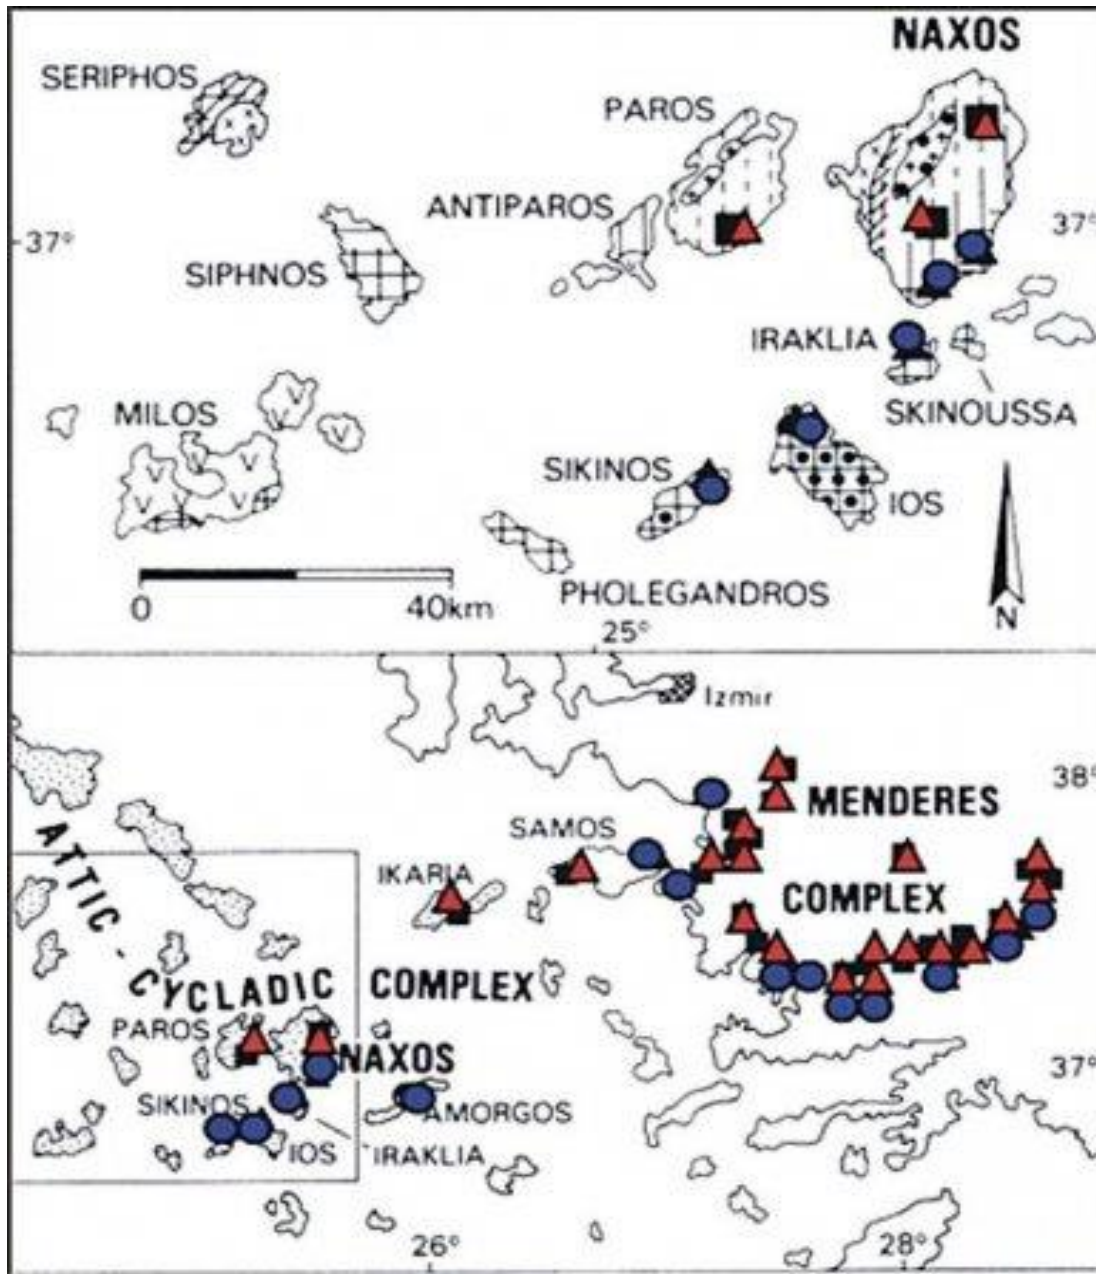 NAXOS
SERIPHOS
PAROS
ANTIPAROS
37°
37°
SIPHNOS
IRAKLIA
MILOS
SKINOUSSA
SIKINOS
IOS
0
40km
PHOLEGANDROS
25°
N
Izmir
38°
MENDERES
SAMOS
ATTIC - CYCLADIC COMPLEX
IKARIA
COMPLEX
PAROS
NAXOS
37°
SIKINOS
AMORGOS
IOS
IRAKLIA
26°
28°